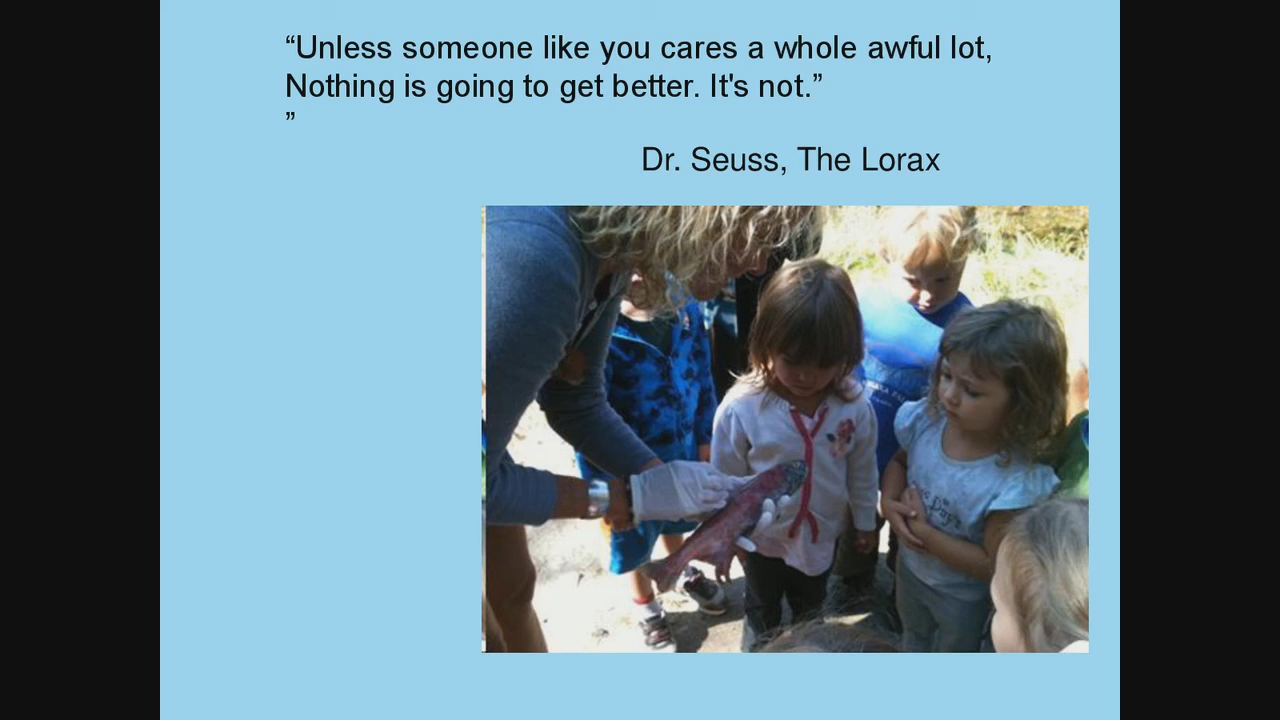 “Unless someone like you cares a whole awful lot,
Nothing is going to get better. It's not.”
”
Dr. Seuss, The Lorax